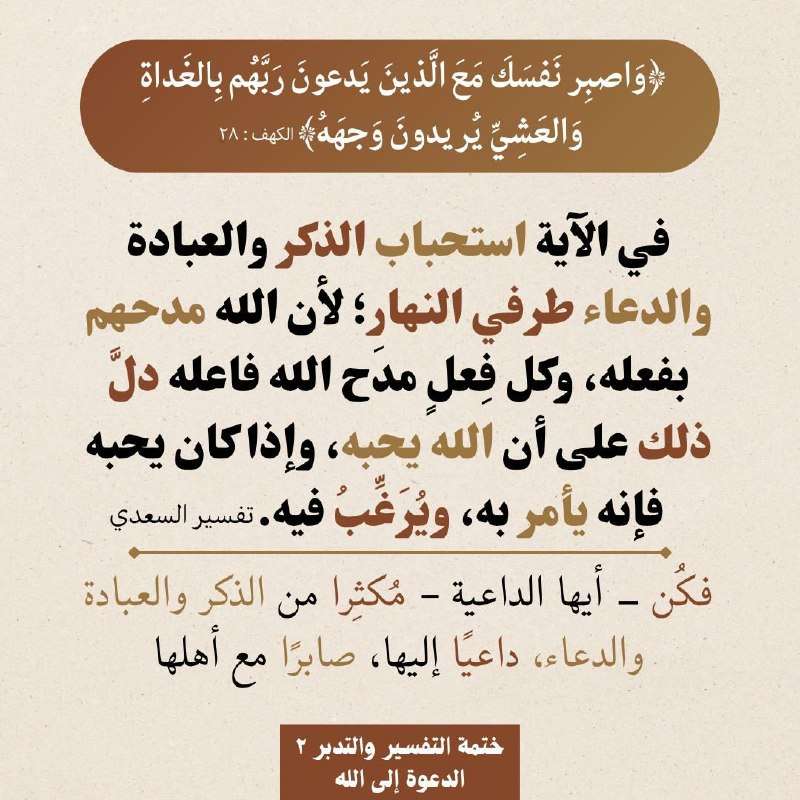 ﴿وَاصبِر نَفسَكَ مَعَ الَّذينَ يَدعونَ رَبَّهُم بِالغَداةِ
وَالعَشِيِّ يُريدونَ وَجهَهُ﴾ الكهف : ٢٨
في الآية استحباب الذكر والعبادة
والدعاء طرفي النهار؛ لأن الله مدحهم
بفعله، وكل فِعلٍ مدَح الله فاعله دلَّ
ذلك على أن الله يحبه، وإذا كان يحبه
فإنه يأمر به، ويُرَغِّبُ فيه. تفسير السعدي
فكُن – أيها الداعية – مُكثِرا من الذكر والعبادة
والدعاء، داعيًا إليها، صابرًا مع أهلها
ختمة التفسير والتدبر ٢
الدعوة إلى الله